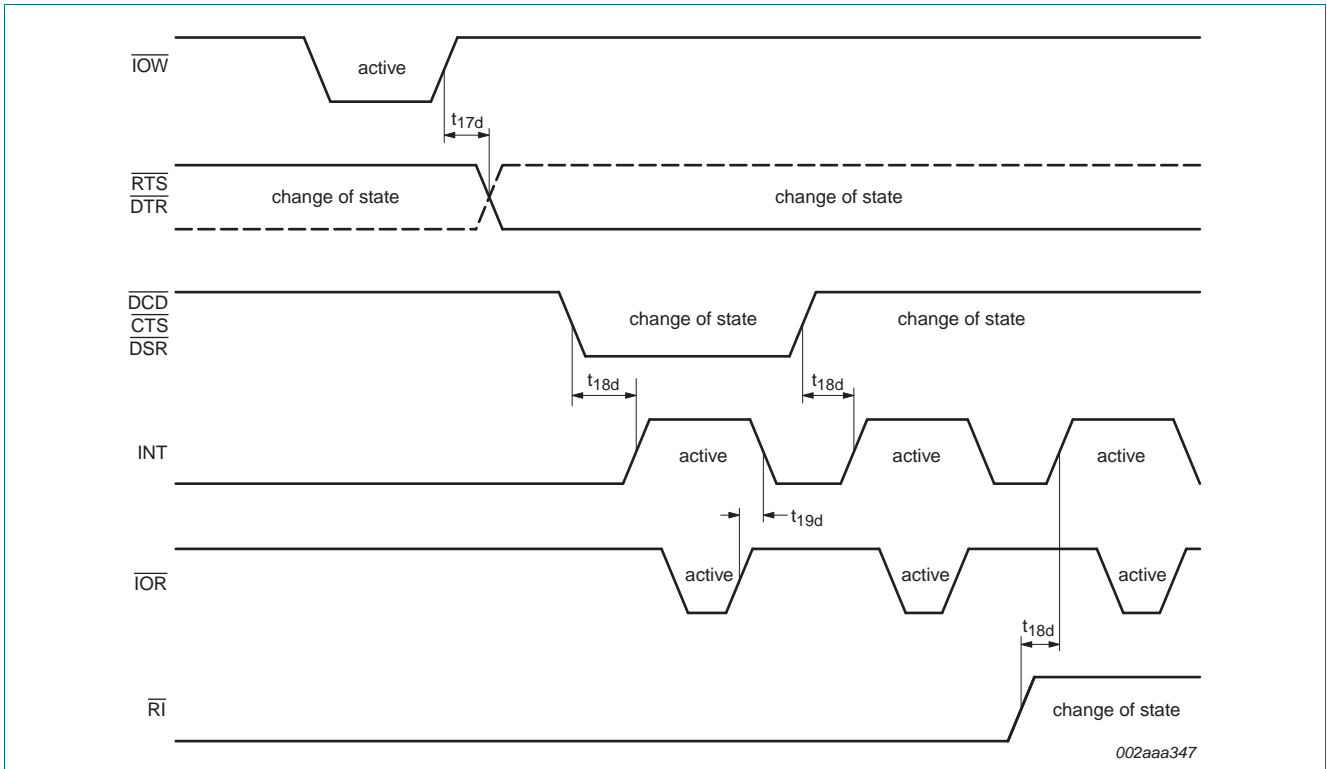 IOW
active
t17d
RTS
DTR
change of state
change of state
DCD
CTS
DSR
change of state
change of state
t18d
t18d
INT
active
active
active
t19d
IOR
active
active
active
t18d
RI
change of state
002aaa347